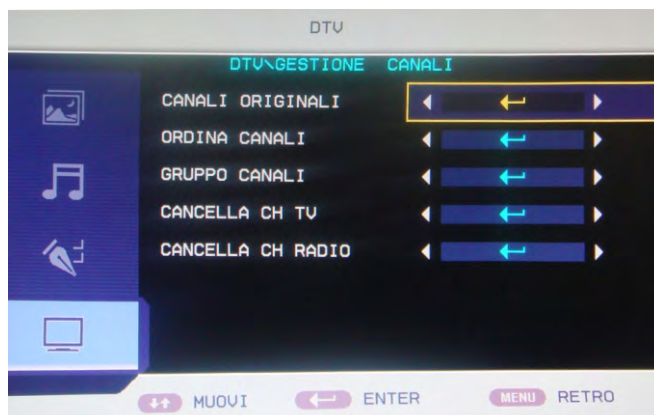 DTV
DTV\GESTIONE CANALI
CANALI ORIGINALI
ORDINA CANALI
GRUPPO CANALI
CANCELLA CH TV
CANCELLA CH RADIO
MUOVI ENTER MENU RETRO